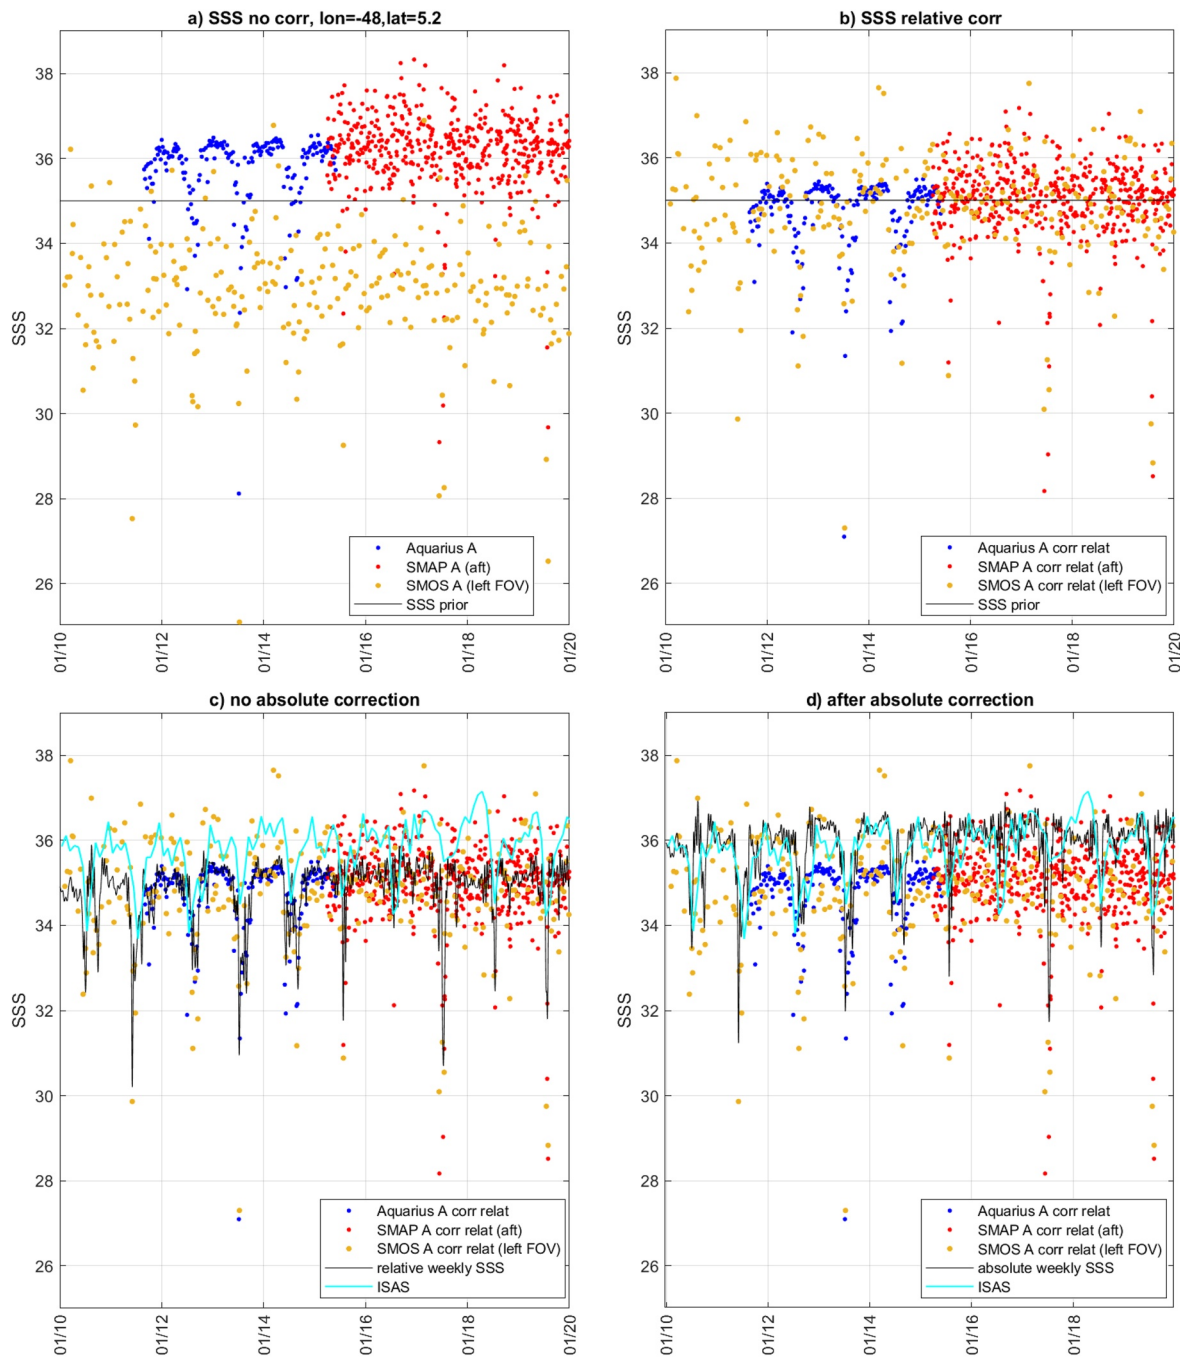 a) SSS no corr, lon=-48,lat=5.2
38
36
34
32
30
28
26
SSS
Aquarius A
SMAP A (aft)
SMOS A (left FOV)
SSS prior
01/10
01/12
01/14
01/16
01/18
01/20
b) SSS relative corr
38
36
34
32
30
28
26
SSS
Aquarius A corr relat
SMAP A corr relat (aft)
SMOS A corr relat (left FOV)
SSS prior
01/10
01/12
01/14
01/16
01/18
01/20
c) no absolute correction
38
36
34
32
30
28
26
SSS
Aquarius A corr relat
SMAP A corr relat (aft)
SMOS A corr relat (left FOV)
relative weekly SSS
ISAS
01/10
01/12
01/14
01/16
01/18
01/20
d) after absolute correction
38
36
34
32
30
28
26
SSS
Aquarius A corr relat
SMAP A corr relat (aft)
SMOS A corr relat (left FOV)
absolute weekly SSS
ISAS
01/10
01/12
01/14
01/16
01/18